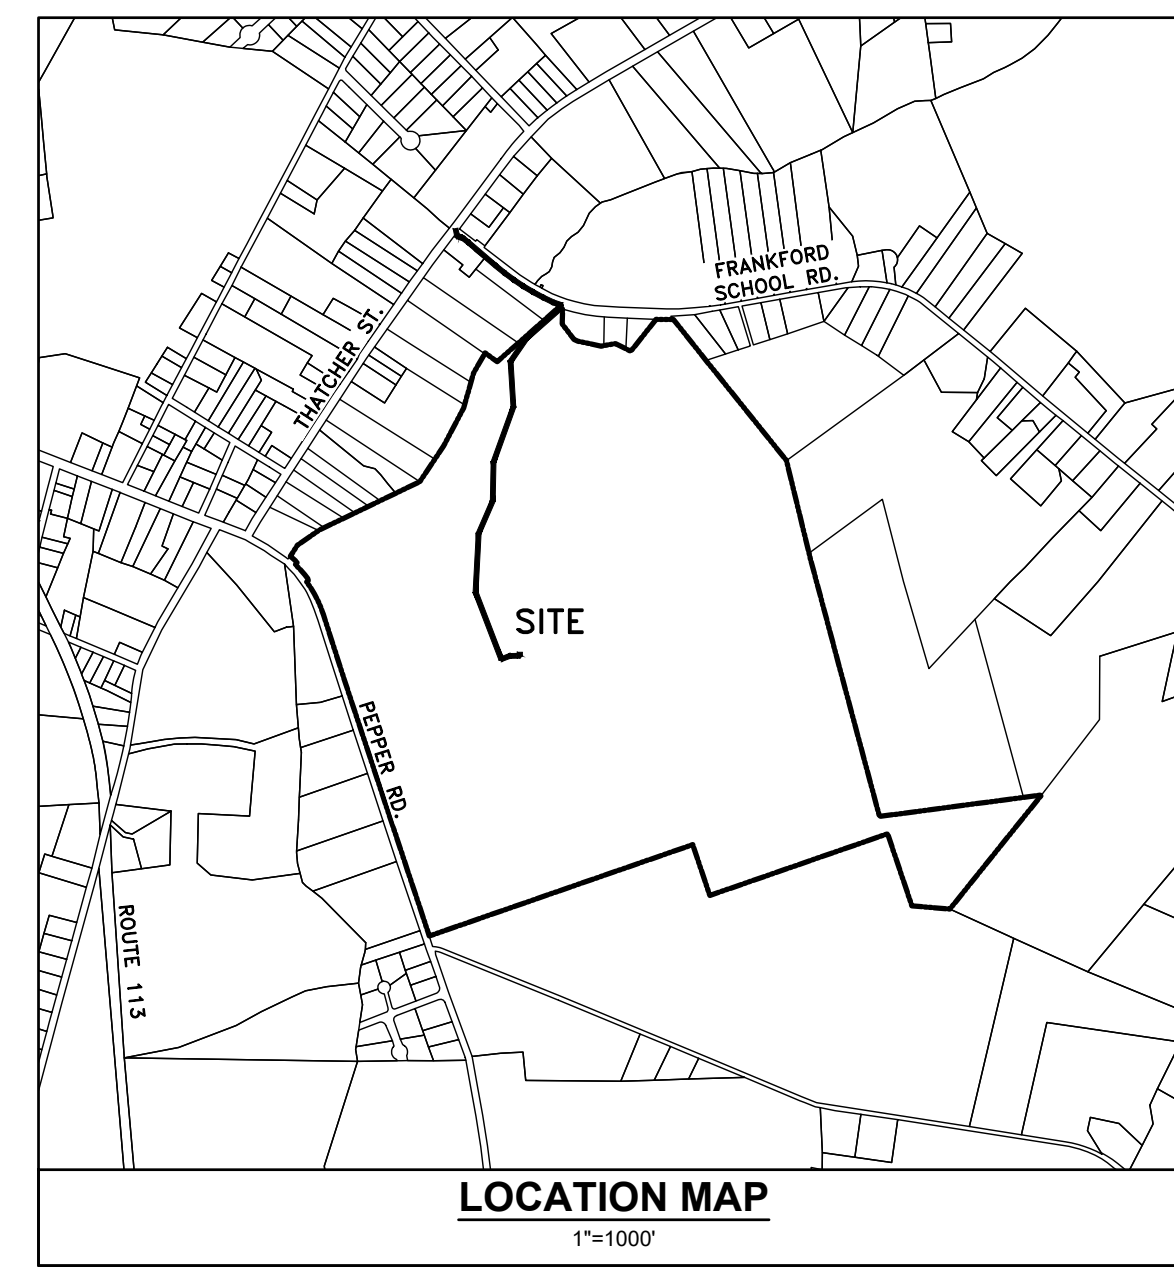 FRANKFORD
SCHOOL RD.
THATCHER ST.
SITE
PEPPER RD.
ROUTE 113
LOCATION MAP
1"=1000'